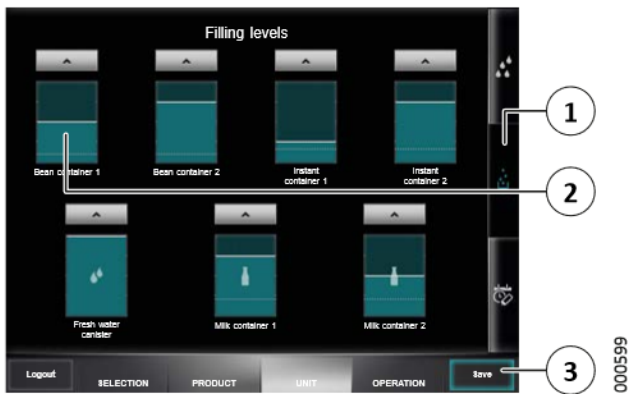 Filling levels
Bean container 1
Bean container 2
Instant
container 1
Instant
container 2
1
2
Fresh water
canister
Milk container 1
Milk container 2
Logout
SELECTION
PRODUCT
UNIT
OPERATION
Save
3
000599